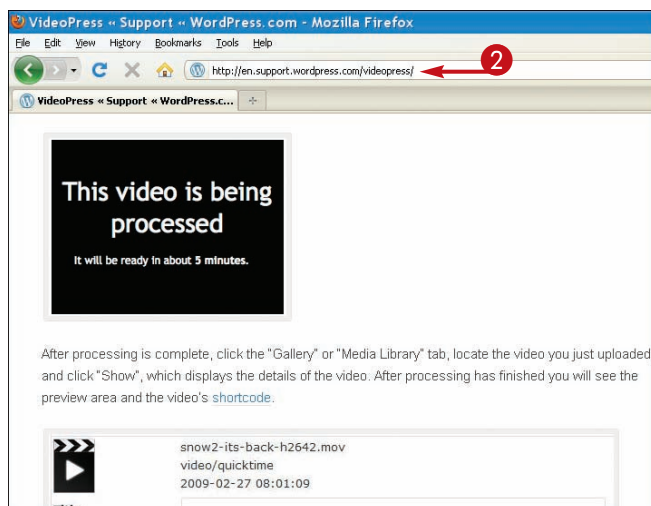 VideoPress « Support « WordPress.com - Mozilla Firefox
File Edit View History Bookmarks Tools Help
http://en.support.wordpress.com/videopress/
2
VideoPress « Support « WordPress.c...
This video is being
processed
It will be ready in about 5 minutes.
After processing is complete, click the "Gallery" or "Media Library" tab, locate the video you just uploaded
and click "Show", which displays the details of the video. After processing has finished you will see the
preview area and the video's shortcode.
snow2-its-back-h2642.mov
video/quicktime
2009-02-27 08:01:09